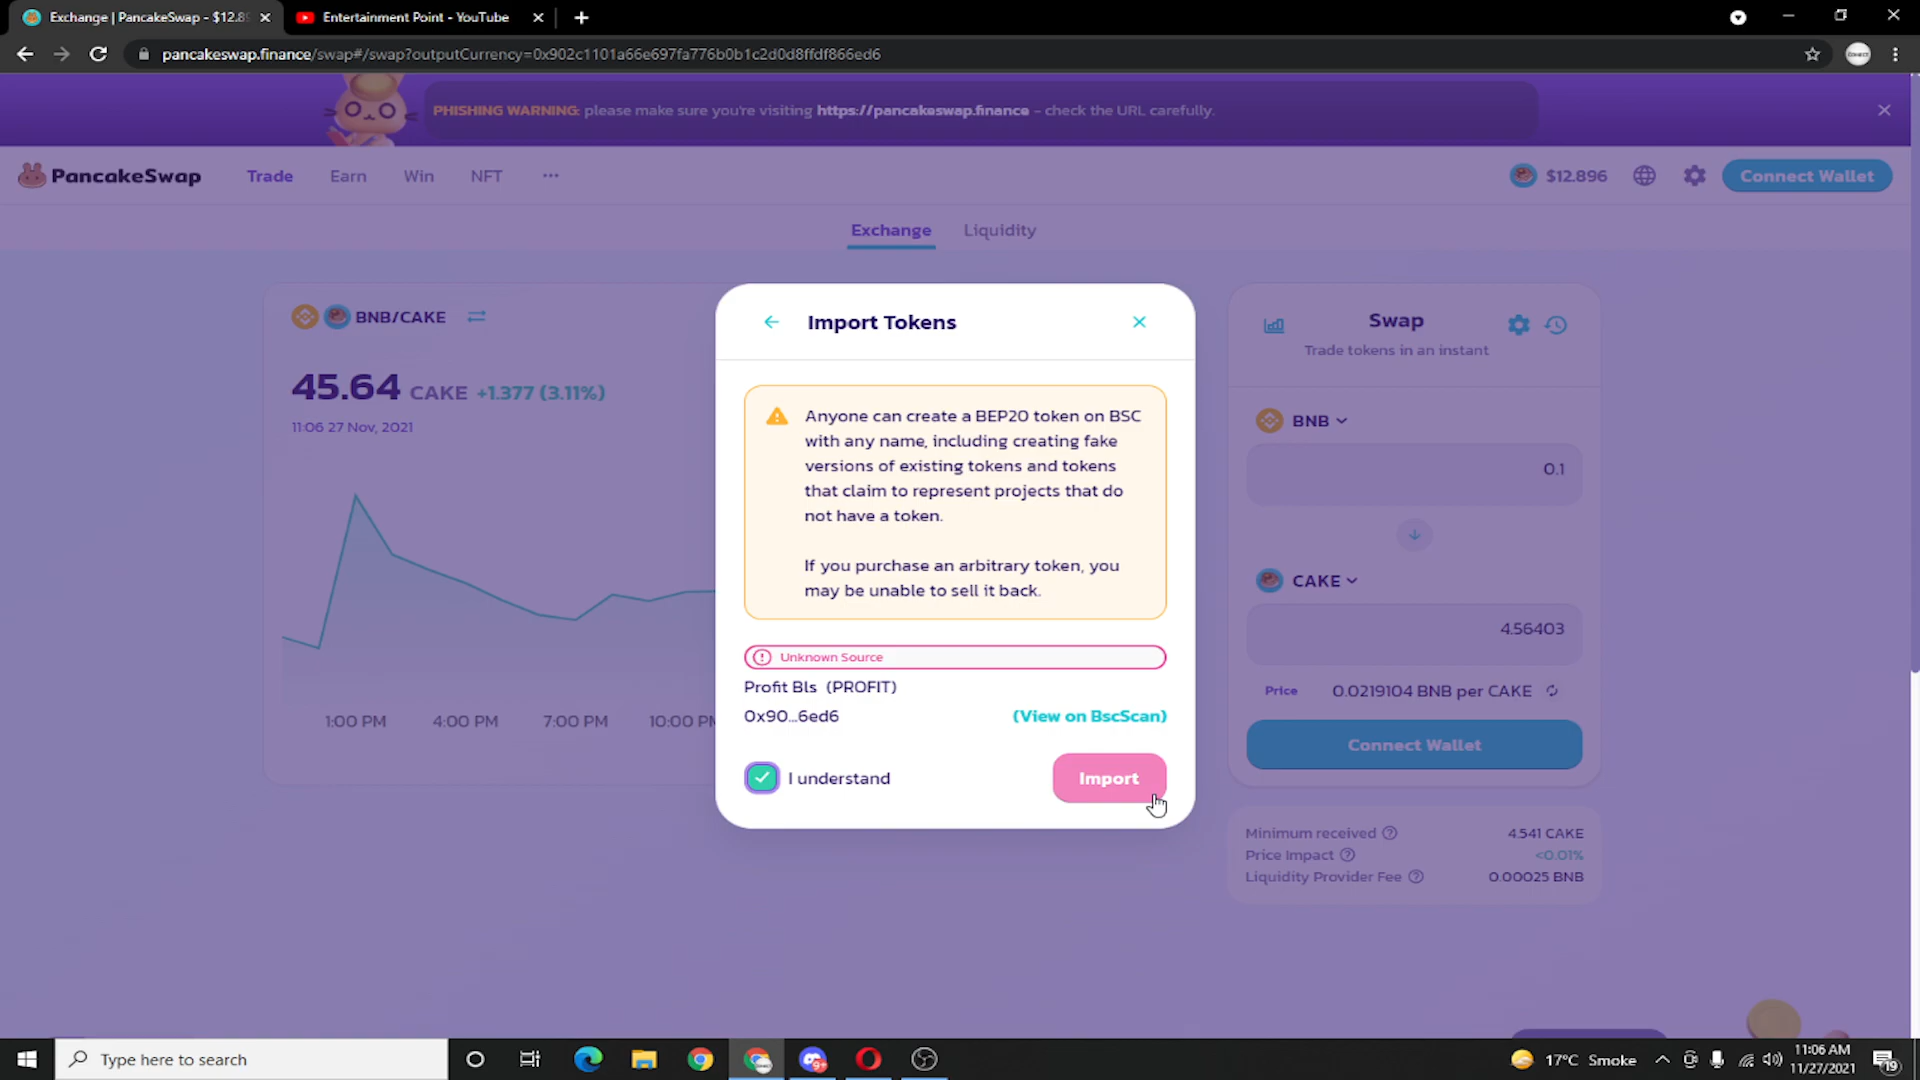 Exchange | PancakeSwap - $12.89
Entertainment Point - YouTube
pancakeswap.finance/swap#/swap?outputCurrency=0x902c1101a66e697fa776b0b1c2d0d8ffdf866ed6
PHISHING WARNING: please make sure you're visiting https://pancakeswap.finance - check the URL carefully.
PancakeSwap
Trade
Earn
Win
NFT
$12.896
Connect Wallet
Exchange
Liquidity
BNB/CAKE
45.64 CAKE +1.377 (3.11%)
11:06 27 Nov, 2021
1:00 PM
4:00 PM
7:00 PM
10:00 PM
Import Tokens
Anyone can create a BEP20 token on BSC
with any name, including creating fake
versions of existing tokens and tokens
that claim to represent projects that do
not have a token.
If you purchase an arbitrary token, you
may be unable to sell it back.
Unknown Source
Profit Bls (PROFIT)
0x90...6ed6
(View on BscScan)
I understand
Import
Swap
Trade tokens in an instant
BNB
0.1
CAKE
4.56403
Price
0.0219104 BNB per CAKE
Connect Wallet
Minimum received
4.541 CAKE
Price Impact
<0.01%
Liquidity Provider Fee
0.00025 BNB
Type here to search
17°C Smoke
11:06 AM
11/27/2021
19